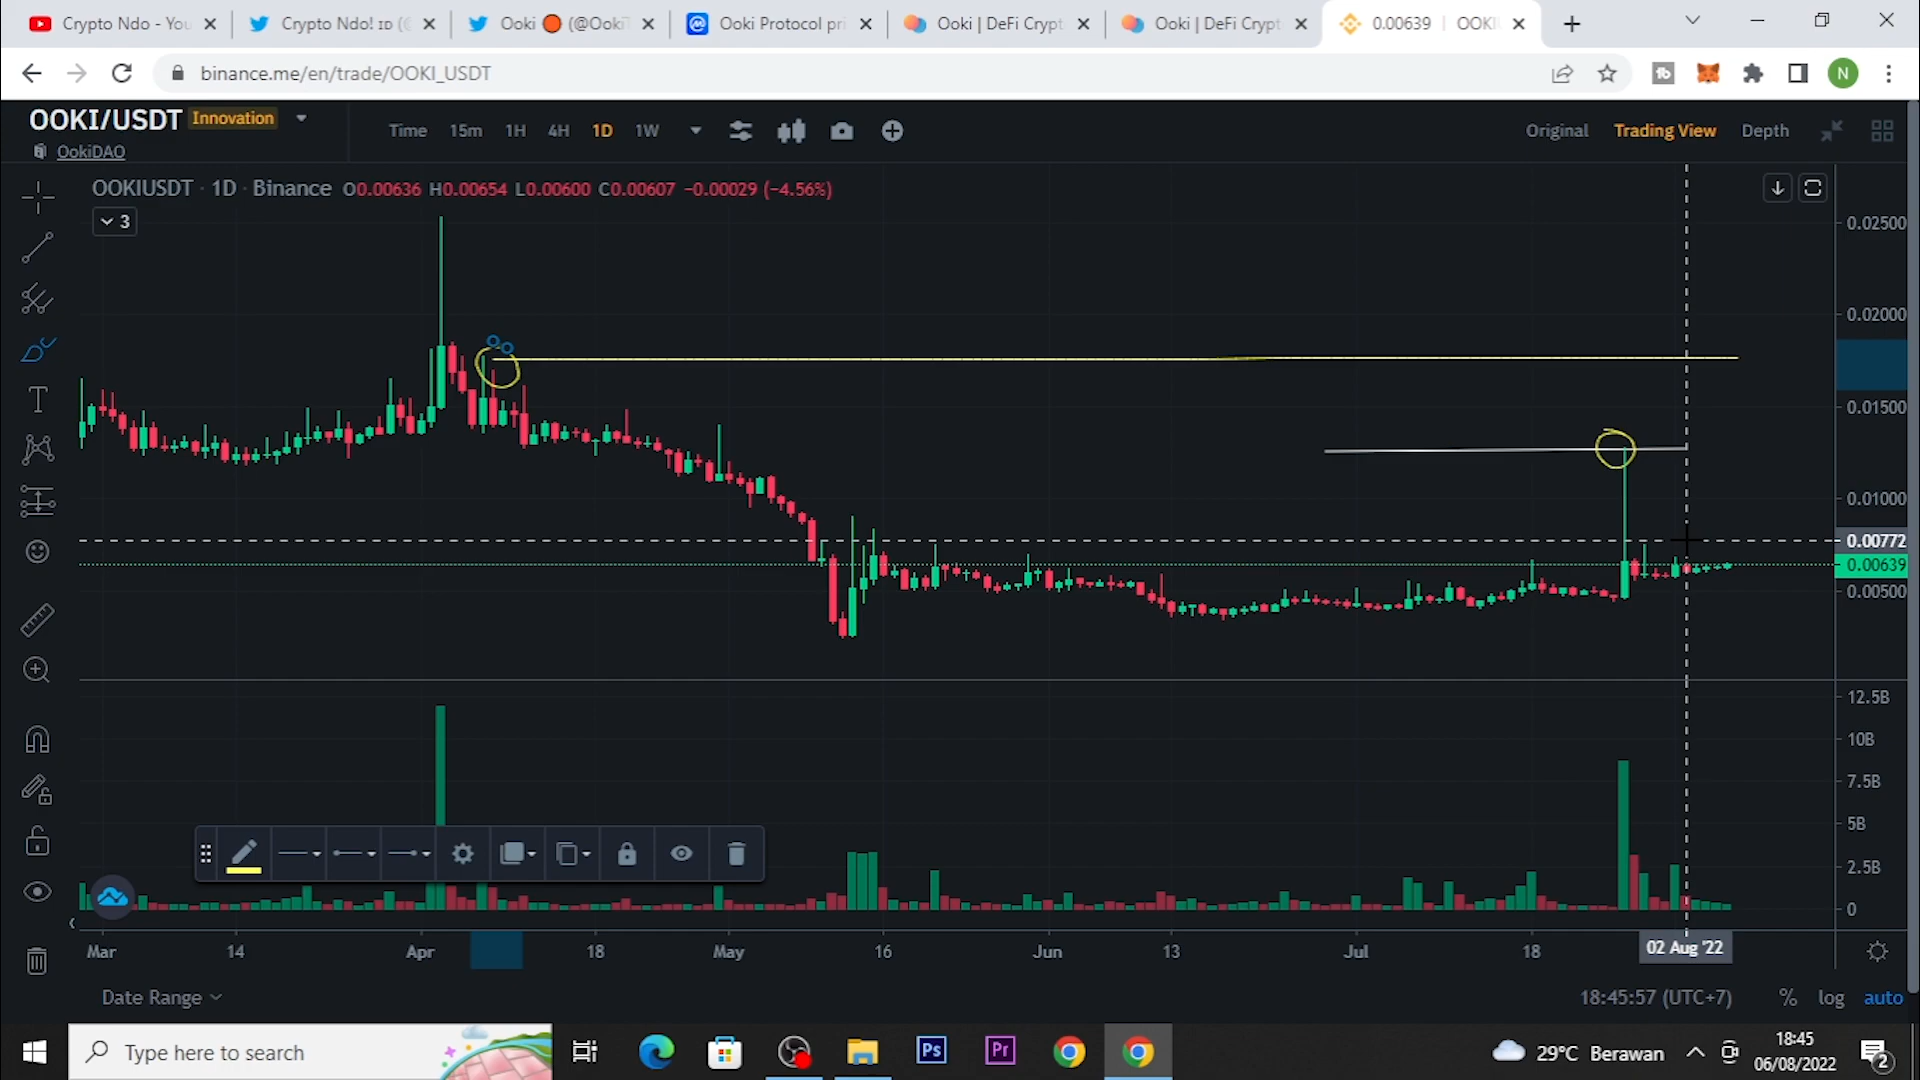 Crypto Ndo - You
Crypto Ndo! ɪᴅ (@
Ooki 🟠 (@OokiT
Ooki Protocol pri
Ooki | DeFi Crypt
Ooki | DeFi Crypt
0.00639 | OOKI
binance.me/en/trade/OOKI_USDT
N
OOKI/USDT Innovation
OokiDAO
Time 15m 1H 4H 1D 1W
Original Trading View Depth
OOKIUSDT · 1D · Binance O0.00636 H0.00654 L0.00600 C0.00607 −0.00029 (−4.56%)
3
0.02500
0.02000
0.01500
0.01000
0.00772
0.00639
0.00500
12.5B
10B
7.5B
5B
2.5B
0
Mar 14 Apr 18 May 16 Jun 13 Jul 18 02 Aug '22
Date Range
18:45:57 (UTC+7) % log auto
Type here to search
Ps
Pr
29°C Berawan
18:45
06/08/2022
2